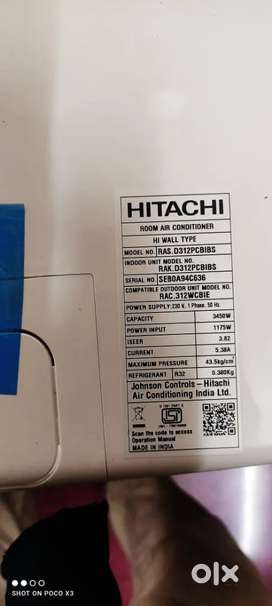 HITACHI
ROOM AIR CONDITIONER
HI WALL TYPE
MODEL NO. RAS.D312PCBIBS
INDOOR UNIT MODEL NO.
RAK.D312PCBIBS
SERIAL NO. SEB0A94C636
COMPATIBLE OUTDOOR UNIT MODEL NO.
RAC.312WCBIE
POWER SUPPLY:230 V, 1 Phase, 50 Hz.
CAPACITY 3450W
POWER INPUT 1175W
ISEER 3.82
CURRENT 5.38A
MAXIMUM PRESSURE 43.5kg/cm
REFRIGERANT R32 0.380Kg
Johnson Controls-Hitachi
Air Conditioning India Ltd.
Scan the code to access
Operation Manual
MADE IN INDIA
SHOT ON POCO X3
olx